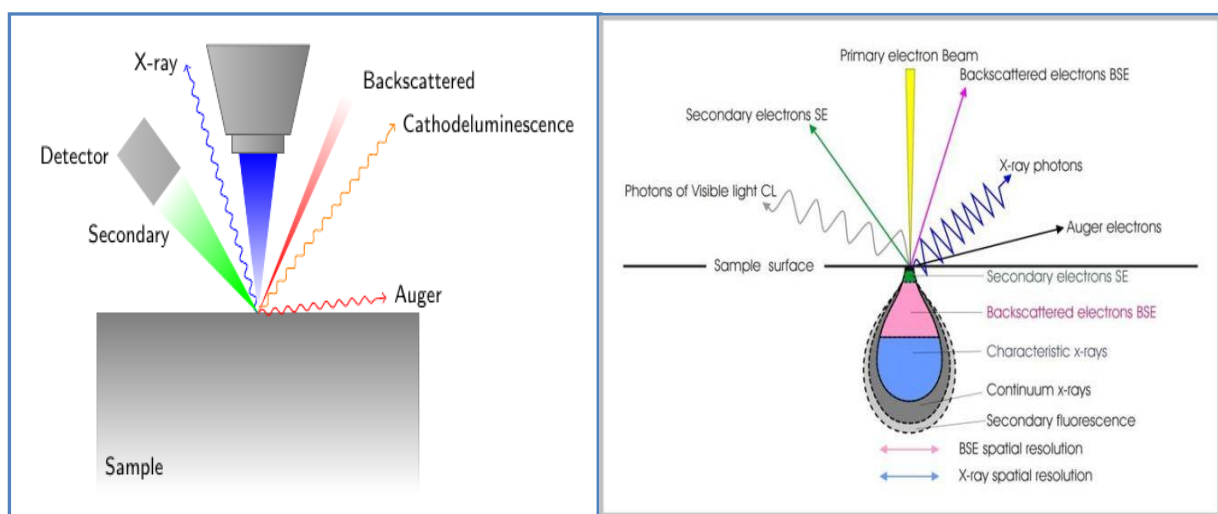 X-ray
Backscattered
Cathodeluminescence
Detector
Secondary
Auger
Sample
Primary electron Beam
Backscattered electrons BSE
Secondary electrons SE
X-ray photons
Photons of Visible light CL
Auger electrons
Sample surface
Secondary electrons SE
Backscattered electrons BSE
Characteristic x-rays
Continuum x-rays
Secondary fluorescence
BSE spatial resolution
X-ray spatial resolution